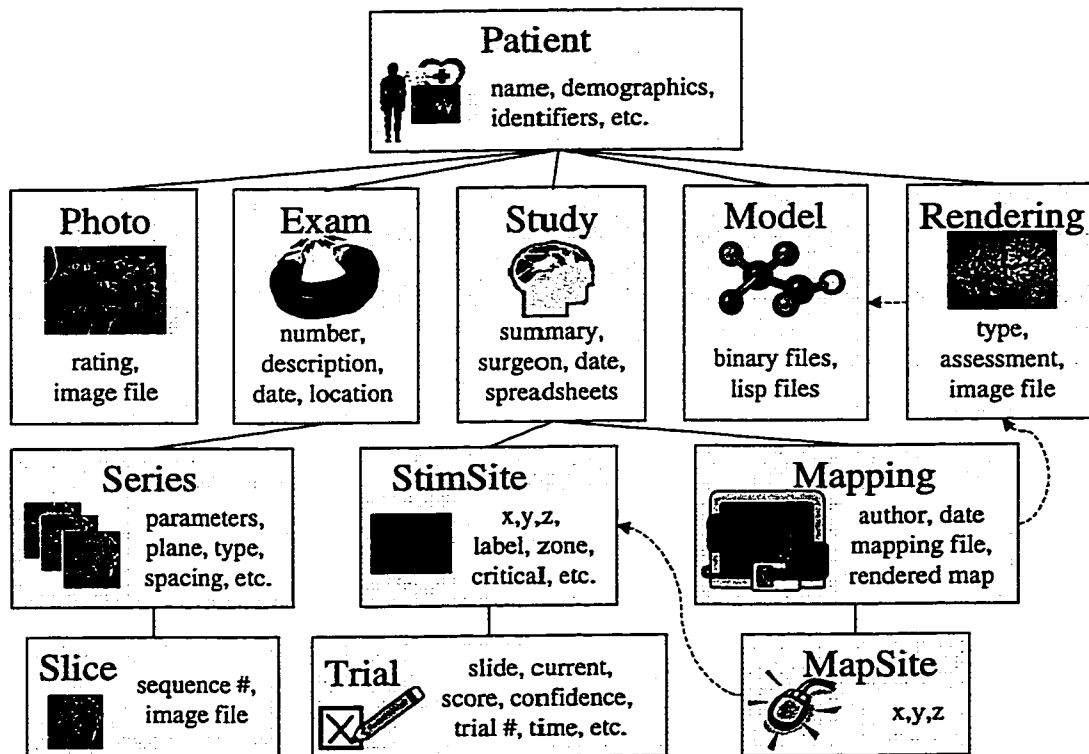 Patient
name, demographics,
identifiers, etc.
Photo
rating,
image file
Exam
number,
description,
date, location
Study
summary,
surgeon, date,
spreadsheets
Model
binary files,
lisp files
Rendering
type,
assessment,
image file
Series
parameters,
plane, type,
spacing, etc.
StimSite
x,y,z,
label, zone,
critical, etc.
Mapping
author, date
mapping file,
rendered map
Slice
sequence #,
image file
Trial
slide, current,
score, confidence,
trial #, time, etc.
MapSite
x,y,z